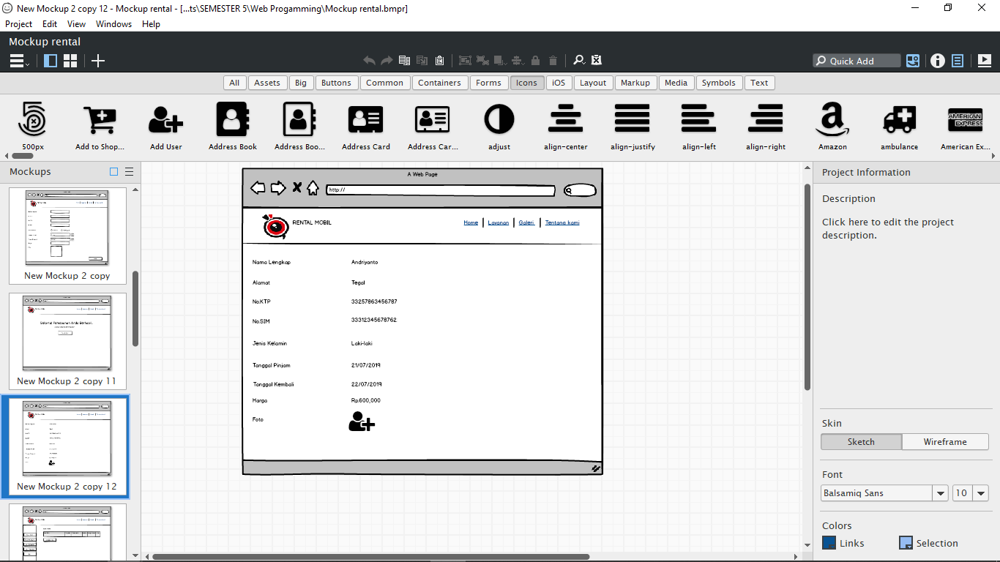 New Mockup 2 copy 12 - Mockup rental - [...ts\SEMESTER 5\Web Progamming\Mockup rental.bmpr]
Project Edit View Windows Help
Mockup rental
Quick Add
All Assets Big Buttons Common Containers Forms Icons iOS Layout Markup Media Symbols Text
AMERICAN EXPRESS
500px Add to Shop... Add User Address Book Address Boo... Address Card Address Car... adjust align-center align-justify align-left align-right Amazon ambulance American Ex...
Mockups
New Mockup 2 copy
Selamat Pemesanan Anda Berhasil.
New Mockup 2 copy 11
New Mockup 2 copy 12
A Web Page
http://
RENTAL MOBIL
Home Layanan Galeri Tentang kami
Nama Lengkap Andriyanto
Alamat Tegal
No.KTP 33257863456787
No.SIM 33312345678762
Jenis Kelamin Laki-laki
Tanggal Pinjam 21/07/2019
Tanggal Kembali 22/07/2019
Harga Rp.600,000
Foto
Project Information
Description
Click here to edit the project
description.
Skin
Sketch Wireframe
Font
Balsamiq Sans 10
Colors
Links Selection